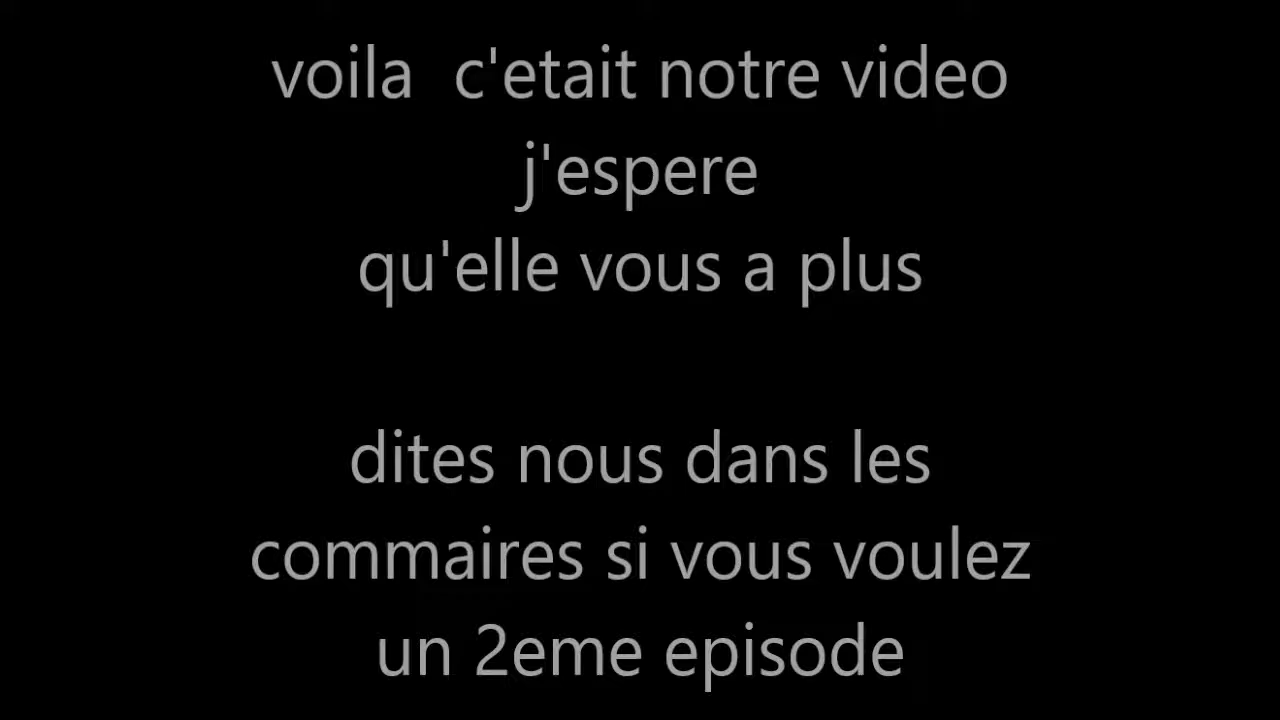 voila  c'etait notre video
j'espere
qu'elle vous a plus
dites nous dans les
commaires si vous voulez
un 2eme episode